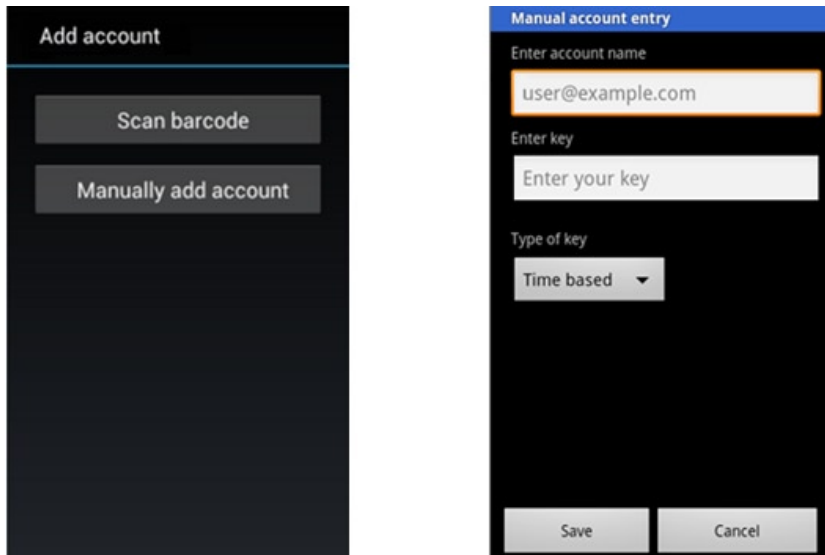 Add account
Scan barcode
Manually add account
Manual account entry
Enter account name
user@example.com
Enter key
Enter your key
Type of key
Time based
Save
Cancel